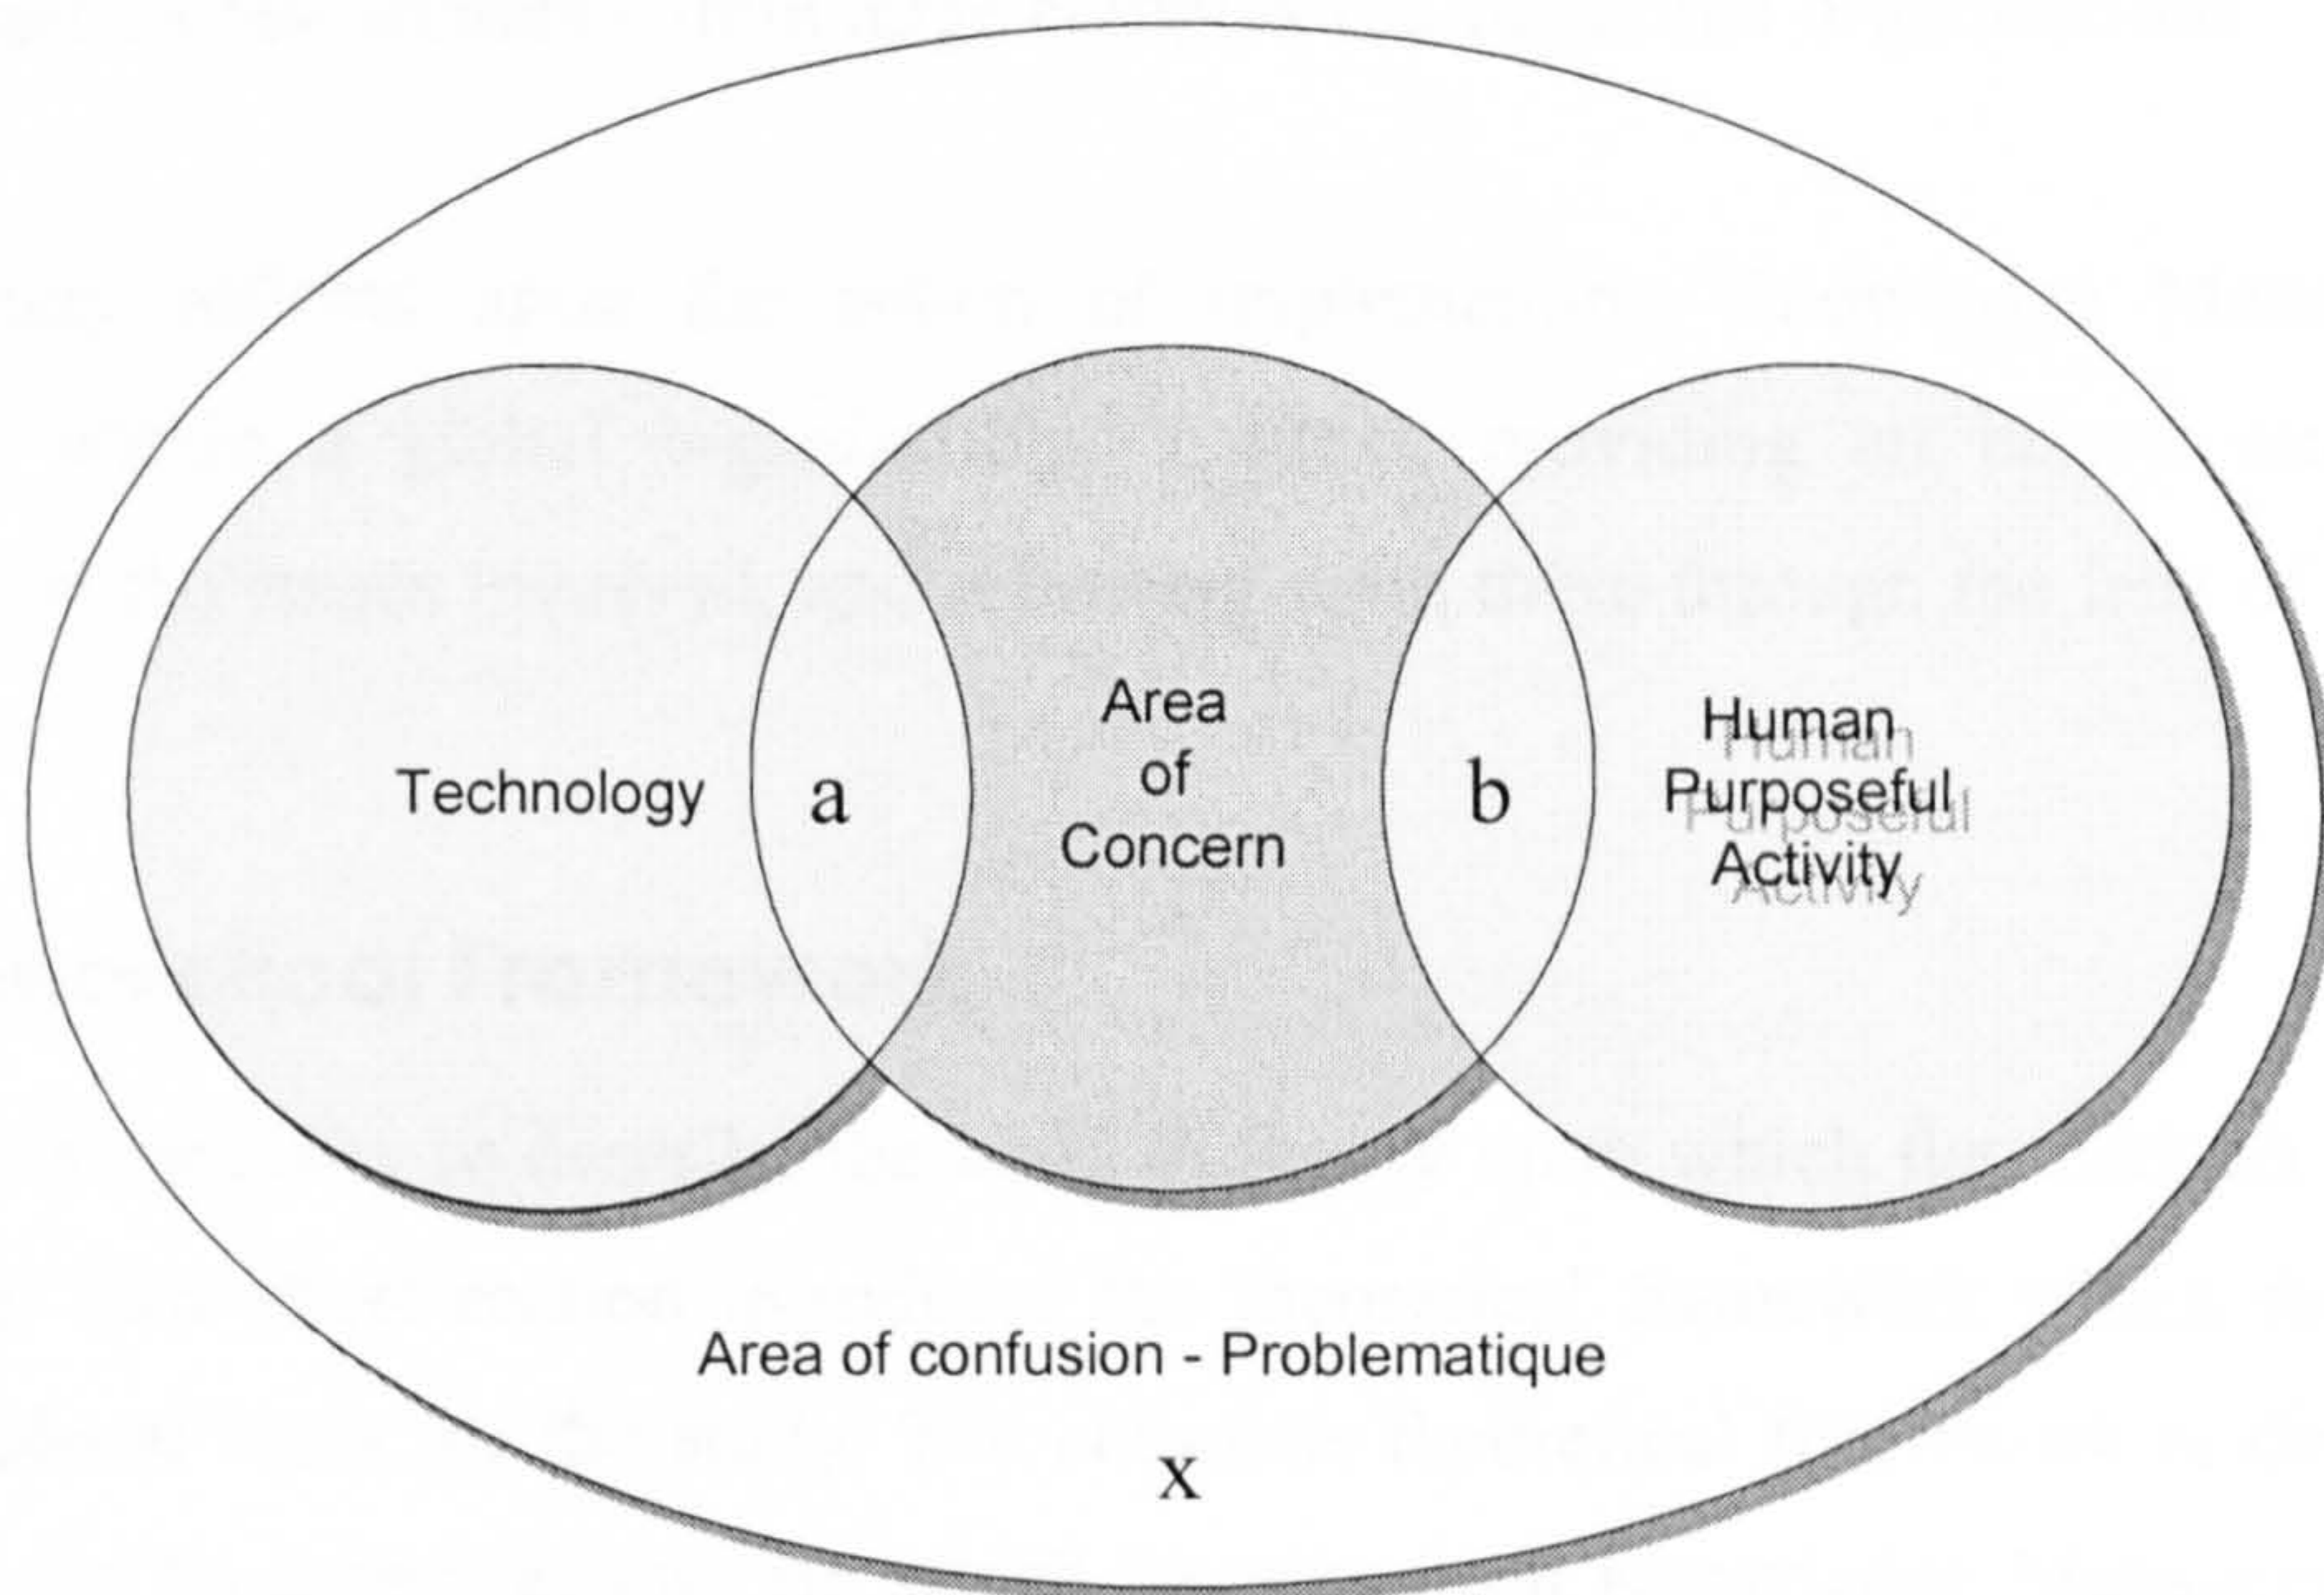 Technology
a
Area
of
Concern
b
Human
Purposeful
Activity
Area of confusion - Problematique
x